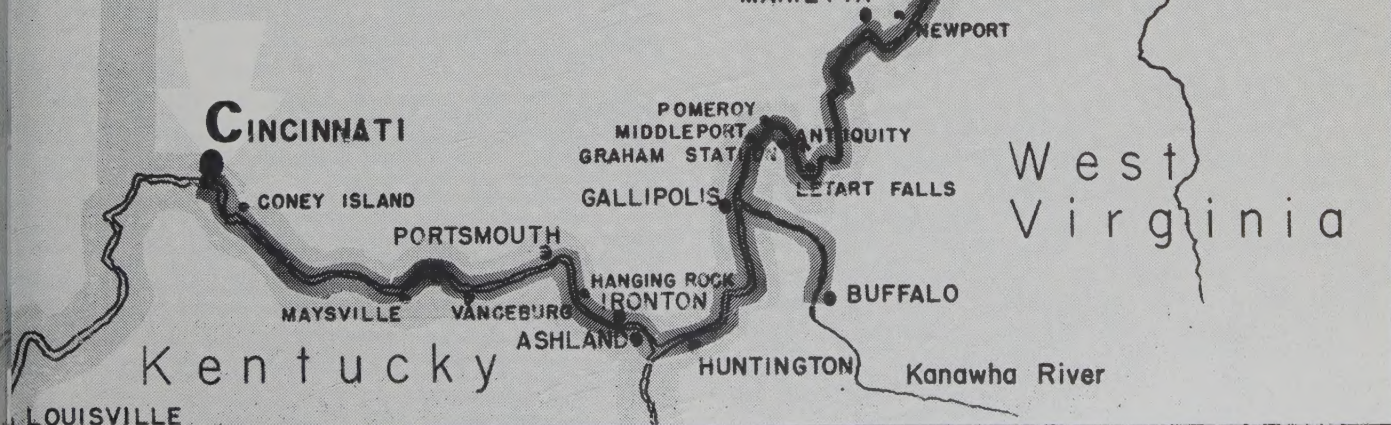 NEWPORT
POMEROY
MIDDLEPORT
ANTIQUITY
GRAHAM STATION
CINCINNATI
LETART FALLS
GALLIPOLIS
CONEY ISLAND
West
Virginia
PORTSMOUTH
HANGING ROCK
IRONTON
BUFFALO
MAYSVILLE
VANCEBURG
ASHLAND
Kentucky
HUNTINGTON
Kanawha River
LOUISVILLE